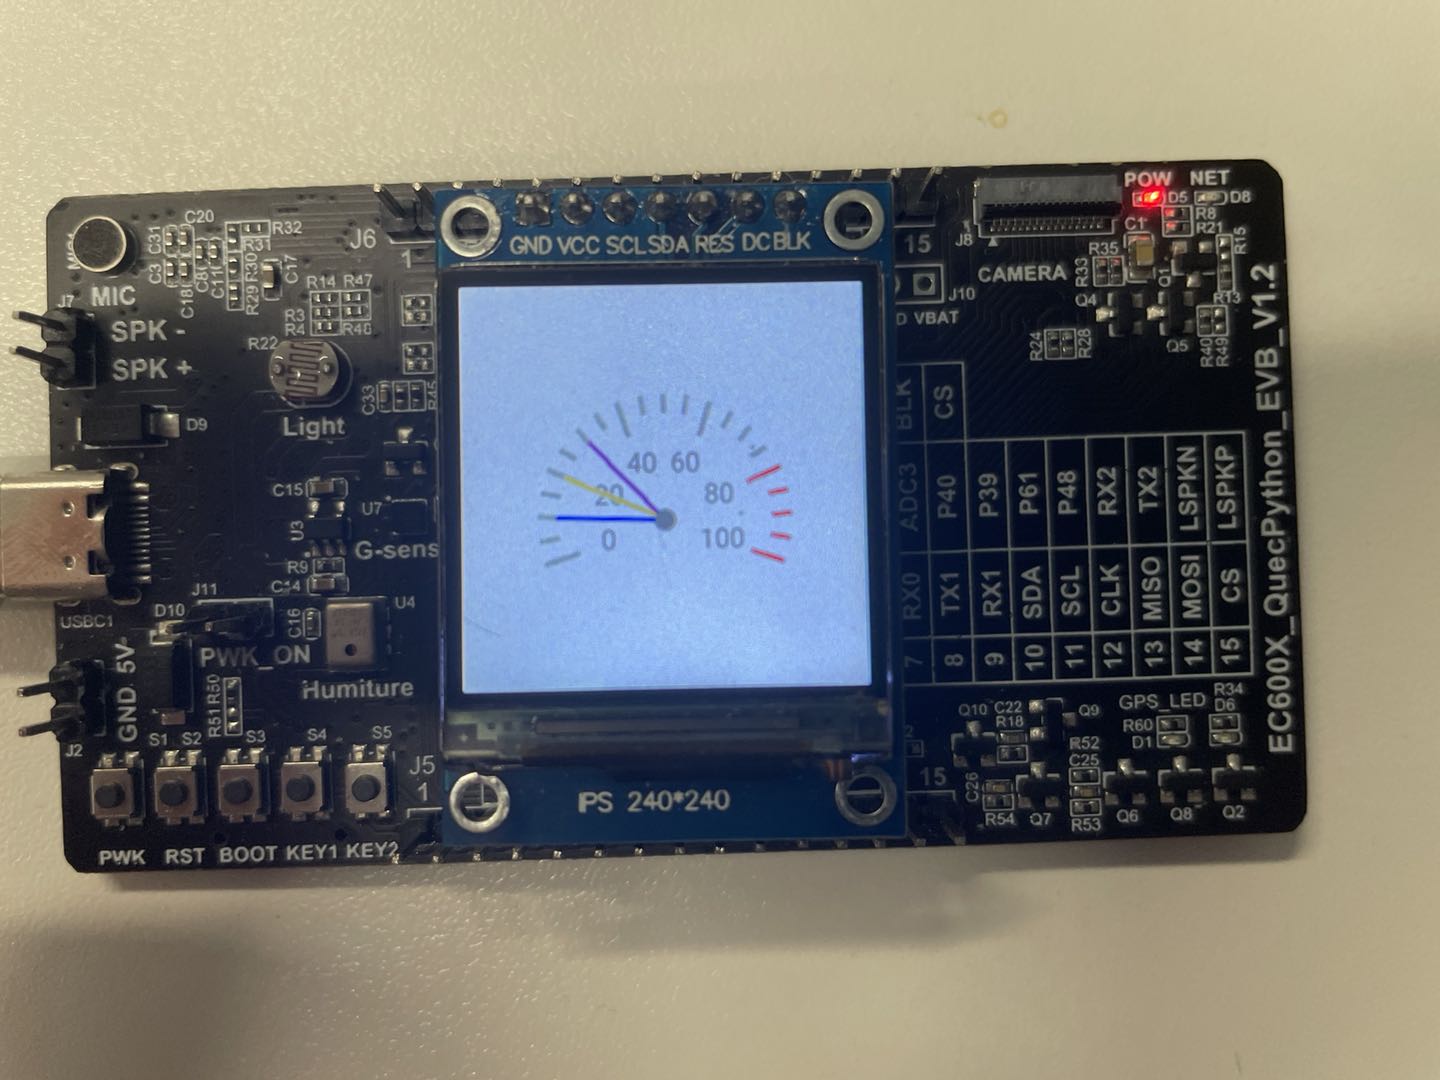 J2
GND 5V
USBC1
J7
SPK +
SPK -
MIC
MIC1
PWK
RST
BOOT
KEY1
KEY2
S1
S2
S3
S4
S5
R51 R50
D10
J11
PWK_ON
D9
C3 C31
C18
C8
C20
C11
R29 R30
R31
R32
C17
Humiture
C16
C14
R9
U3
C15
U4
G-sens
U7
Light
R22
R4
R3
R14
R46
R47
C33
R45
J6
1
J5
1
PS 240*240
0
20
40
60
80
100
GND
VCC
SCL
SDA
RES
DC
BLK
7 RX0 ADC3 BLK
8 TX1 P40 CS
9 RX1 P39
10 SDA P61
11 SCL P48
12 CLK RX2
13 MISO TX2
14 MOSI LSPKN
15 CS LSPKP
VBAT
J10
15
15
J8
CAMERA
C26
R54
Q10
C22
R18
Q7
R53
C25
R52
Q9
Q6
D1
R60
GPS_LED
Q8
Q2
D6
R34
R24
R28
Q4
R33
R35
C1
Q1
Q5
R40
R49
R13
R15
R21
R8
D5
D8
POW
NET
EC600X_QuecPython_EVB_V1.2